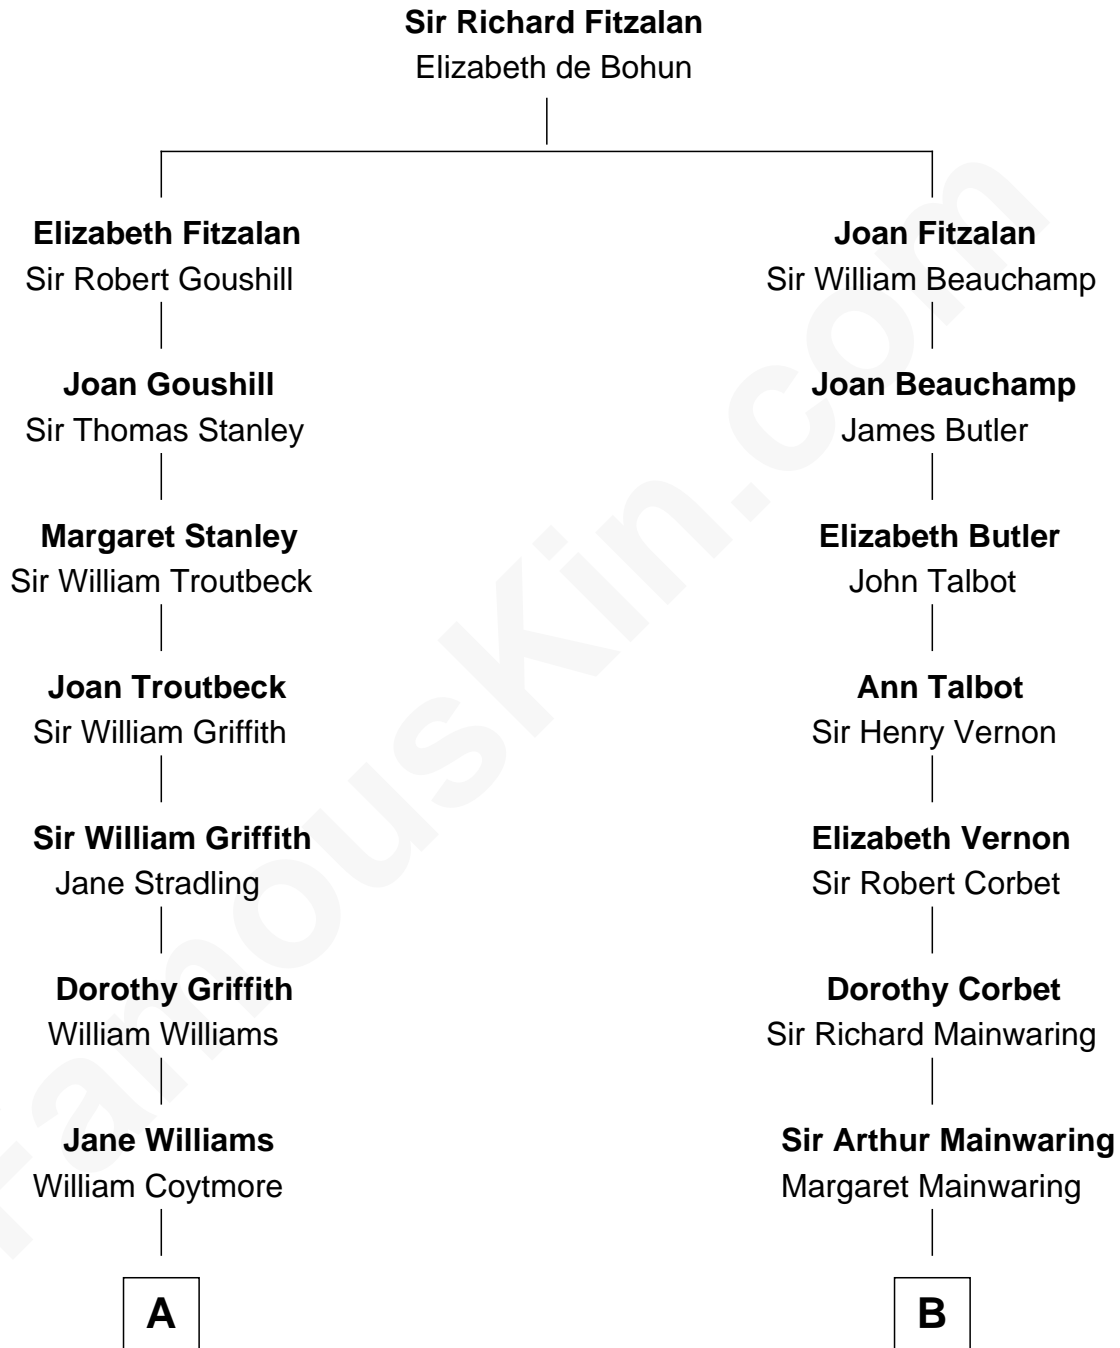 Sir Richard Fitzalan
Elizabeth de Bohun
Elizabeth Fitzalan
Sir Robert Goushill
Joan Fitzalan
Sir William Beauchamp
Joan Goushill
Sir Thomas Stanley
Joan Beauchamp
James Butler
Margaret Stanley
Sir William Troutbeck
Elizabeth Butler
John Talbot
Joan Troutbeck
Sir William Griffith
Ann Talbot
Sir Henry Vernon
Sir William Griffith
Jane Stradling
Elizabeth Vernon
Sir Robert Corbet
Dorothy Griffith
William Williams
Dorothy Corbet
Sir Richard Mainwaring
Jane Williams
William Coytmore
Sir Arthur Mainwaring
Margaret Mainwaring
A
B
FamousKin.com